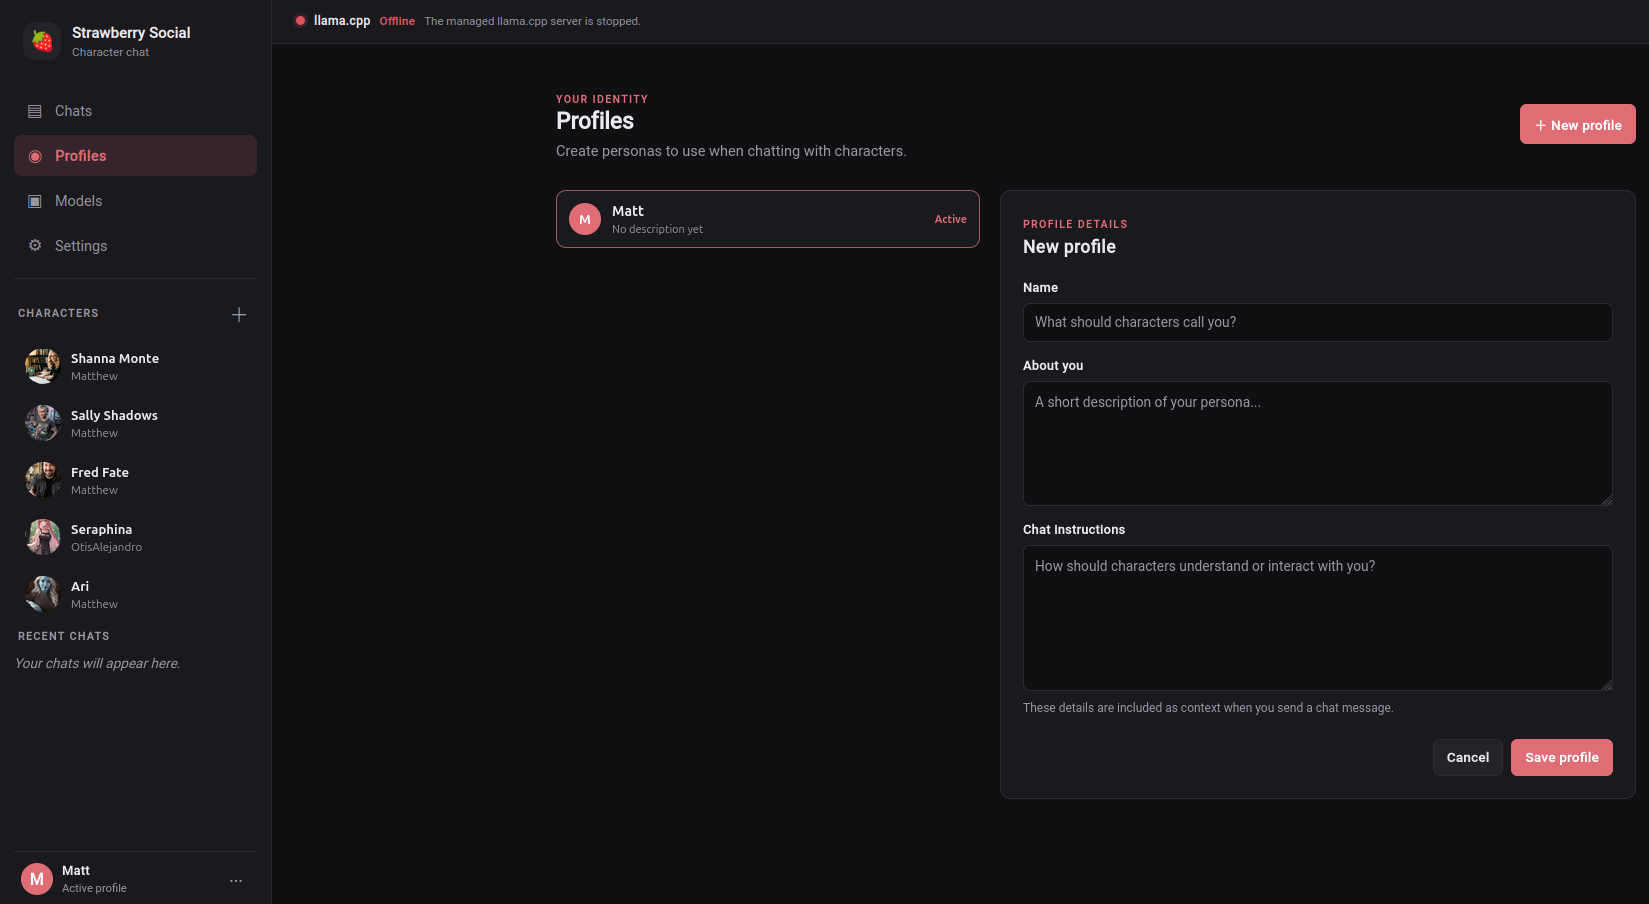 Strawberry Social
Character chat
Chats
Profiles
Models
Settings
CHARACTERS
Shanna Monte
Matthew
Sally Shadows
Matthew
Fred Fate
Matthew
Seraphina
OtisAlejandro
Ari
Matthew
RECENT CHATS
Your chats will appear here.
M
Matt
Active profile
...
llama.cpp Offline The managed llama.cpp server is stopped.
YOUR IDENTITY
Profiles
Create personas to use when chatting with characters.
+ New profile
M
Matt
No description yet
Active
PROFILE DETAILS
New profile
Name
What should characters call you?
About you
A short description of your persona...
Chat instructions
How should characters understand or interact with you?
These details are included as context when you send a chat message.
Cancel
Save profile